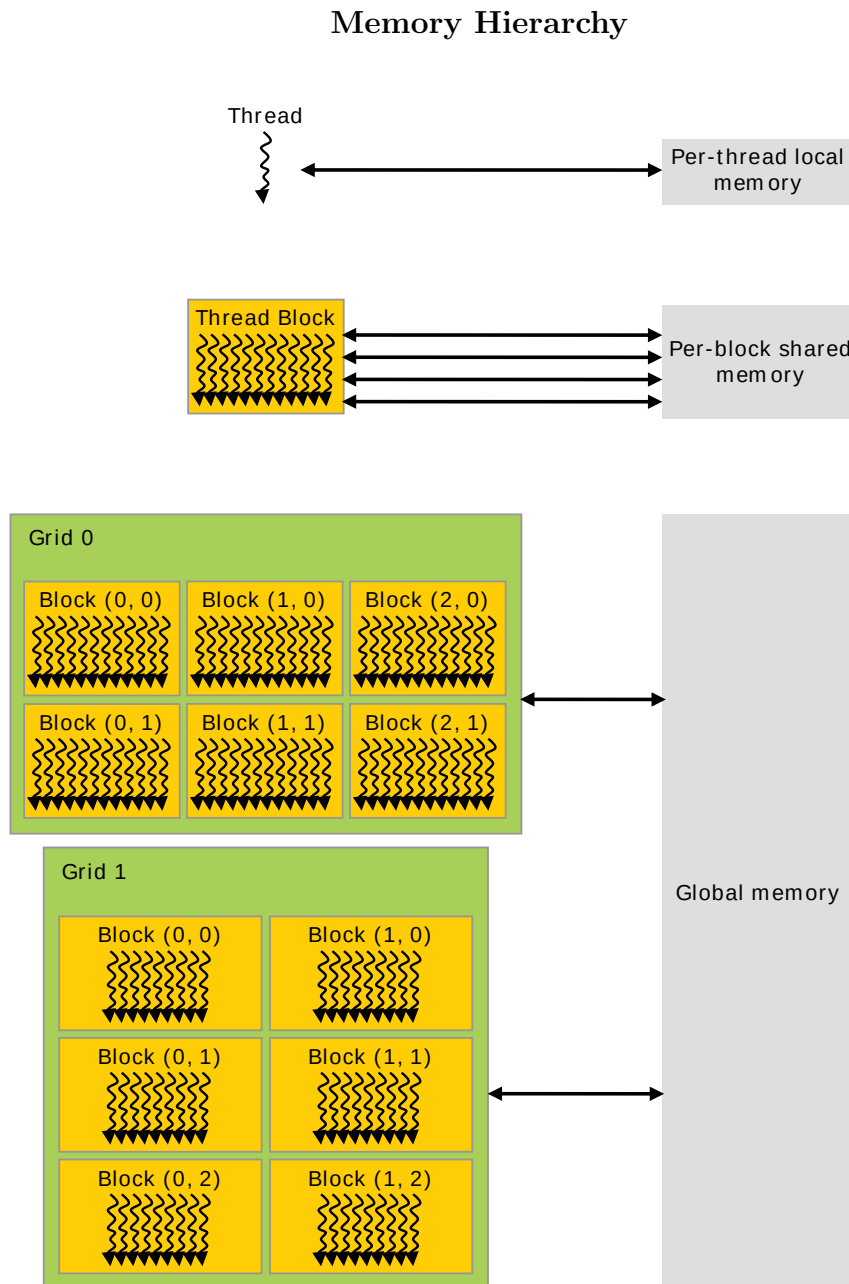 Memory Hierarchy
Thread
Per-thread local
memory
Thread Block
Per-block shared
memory
Grid 0
Block (0, 0) Block (1, 0) Block (2, 0)
Block (0, 1) Block (1, 1) Block (2, 1)
Grid 1
Global memory
Block (0, 0) Block (1, 0)
Block (0, 1) Block (1, 1)
Block (0, 2) Block (1, 2)